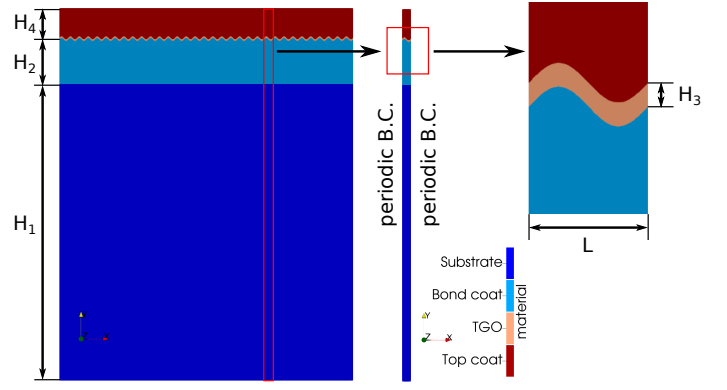 H4
H2
H1
periodic B.C.
periodic B.C.
H3
L
Substrate
Bond coat
TGO
Top coat
material
Y
Z
X
Y
Z
X